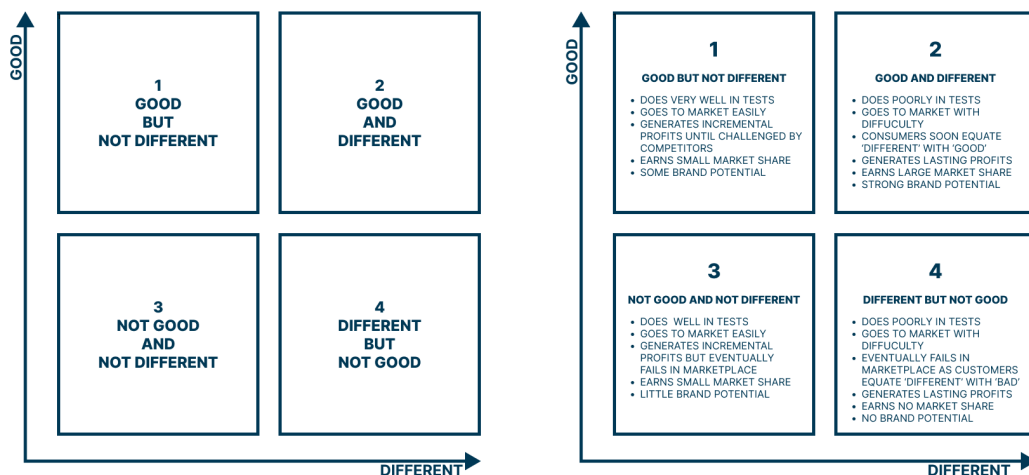 GOOD
1
GOOD
BUT
NOT DIFFERENT
2
GOOD
AND
DIFFERENT
3
NOT GOOD
AND
NOT DIFFERENT
4
DIFFERENT
BUT
NOT GOOD
DIFFERENT
GOOD
1
GOOD BUT NOT DIFFERENT
• DOES VERY WELL IN TESTS
• GOES TO MARKET EASILY
• GENERATES INCREMENTAL
PROFITS UNTIL CHALLENGED BY
COMPETITORS
• EARNS SMALL MARKET SHARE
• SOME BRAND POTENTIAL
2
GOOD AND DIFFERENT
• DOES POORLY IN TESTS
• GOES TO MARKET WITH
DIFFUCULTY
• CONSUMERS SOON EQUATE
'DIFFERENT' WITH 'GOOD'
• GENERATES LASTING PROFITS
• EARNS LARGE MARKET SHARE
• STRONG BRAND POTENTIAL
3
NOT GOOD AND NOT DIFFERENT
• DOES WELL IN TESTS
• GOES TO MARKET EASILY
• GENERATES INCREMENTAL
PROFITS BUT EVENTUALLY
FAILS IN MARKETPLACE
• EARNS SMALL MARKET SHARE
• LITTLE BRAND POTENTIAL
4
DIFFERENT BUT NOT GOOD
• DOES POORLY IN TESTS
• GOES TO MARKET WITH
DIFFUCULTY
• EVENTUALLY FAILS IN
MARKETPLACE AS CUSTOMERS
EQUATE 'DIFFERENT' WITH 'BAD'
• GENERATES LASTING PROFITS
• EARNS NO MARKET SHARE
• NO BRAND POTENTIAL
DIFFERENT